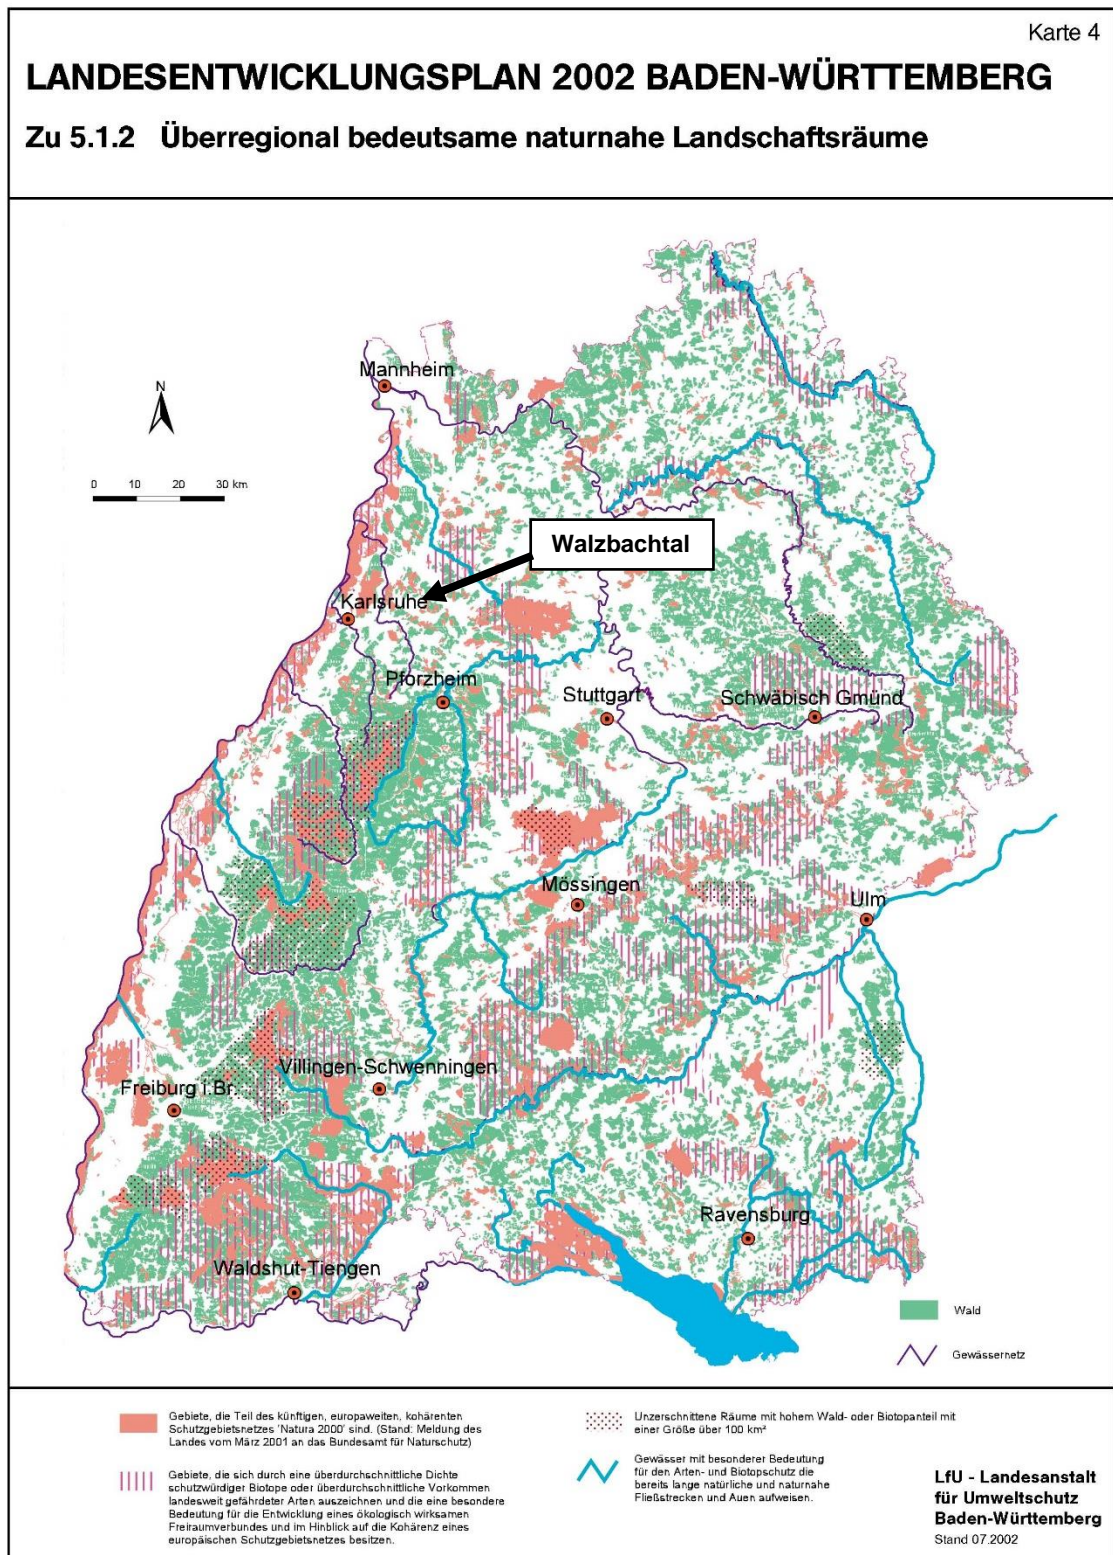 Karte 4
LANDESENTWICKLUNGSPLAN 2002 BADEN-WÜRTTEMBERG
Zu 5.1.2 Überregional bedeutsame naturnahe Landschaftsräume
Mannheim
N
0 10 20 30 km
Walzbachtal
Karlsruhe
Pforzheim
Stuttgart
Schwäbisch Gmünd
Mössingen
Ulm
Villingen-Schwenningen
Freiburg i.Br.
Ravensburg
Waldshut-Tiengen
Wald
Gewässernetz
Gebiete, die Teil des künftigen, europaweiten, kohärenten
Schutzgebietsnetzes 'Natura 2000' sind. (Stand: Meldung des
Landes vom März 2001 an das Bundesamt für Naturschutz)
Gebiete, die sich durch eine überdurchschnittliche Dichte
schutzwürdiger Biotope oder überdurchschnittliche Vorkommen
landesweit gefährdeter Arten auszeichnen und die eine besondere
Bedeutung für die Entwicklung eines ökologisch wirksamen
Freiraumverbundes und im Hinblick auf die Kohärenz eines
europäischen Schutzgebietsnetzes besitzen.
Unzerschnittene Räume mit hohem Wald- oder Biotopanteil mit
einer Größe über 100 km²
Gewässer mit besonderer Bedeutung
für den Arten- und Biotopschutz die
bereits lange natürliche und naturnahe
Fließstrecken und Auen aufweisen.
LfU - Landesanstalt
für Umweltschutz
Baden-Württemberg
Stand 07.2002